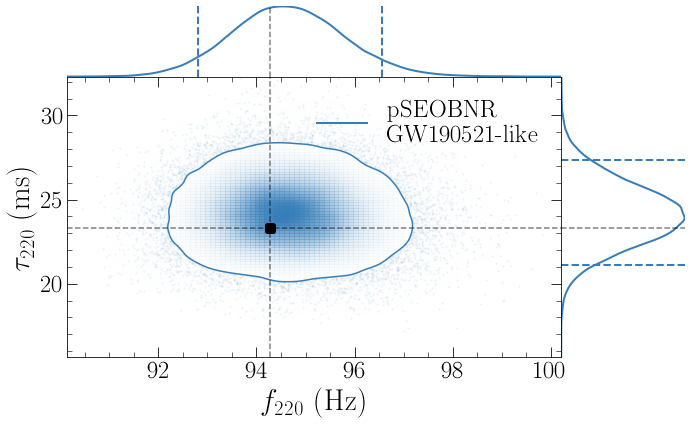 pSEOBNR
GW190521-like
30
25
20
τ₂₂₀ (ms)
92 94 96 98 100
f₂₂₀ (Hz)